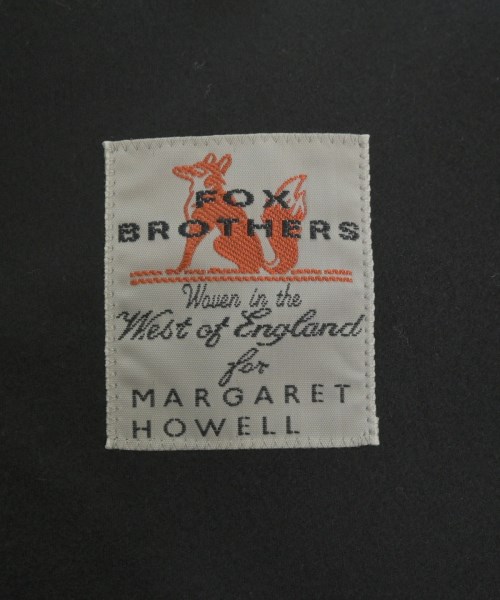 FOX
BROTHERS
Woven in the
West of England
for
MARGARET
HOWELL